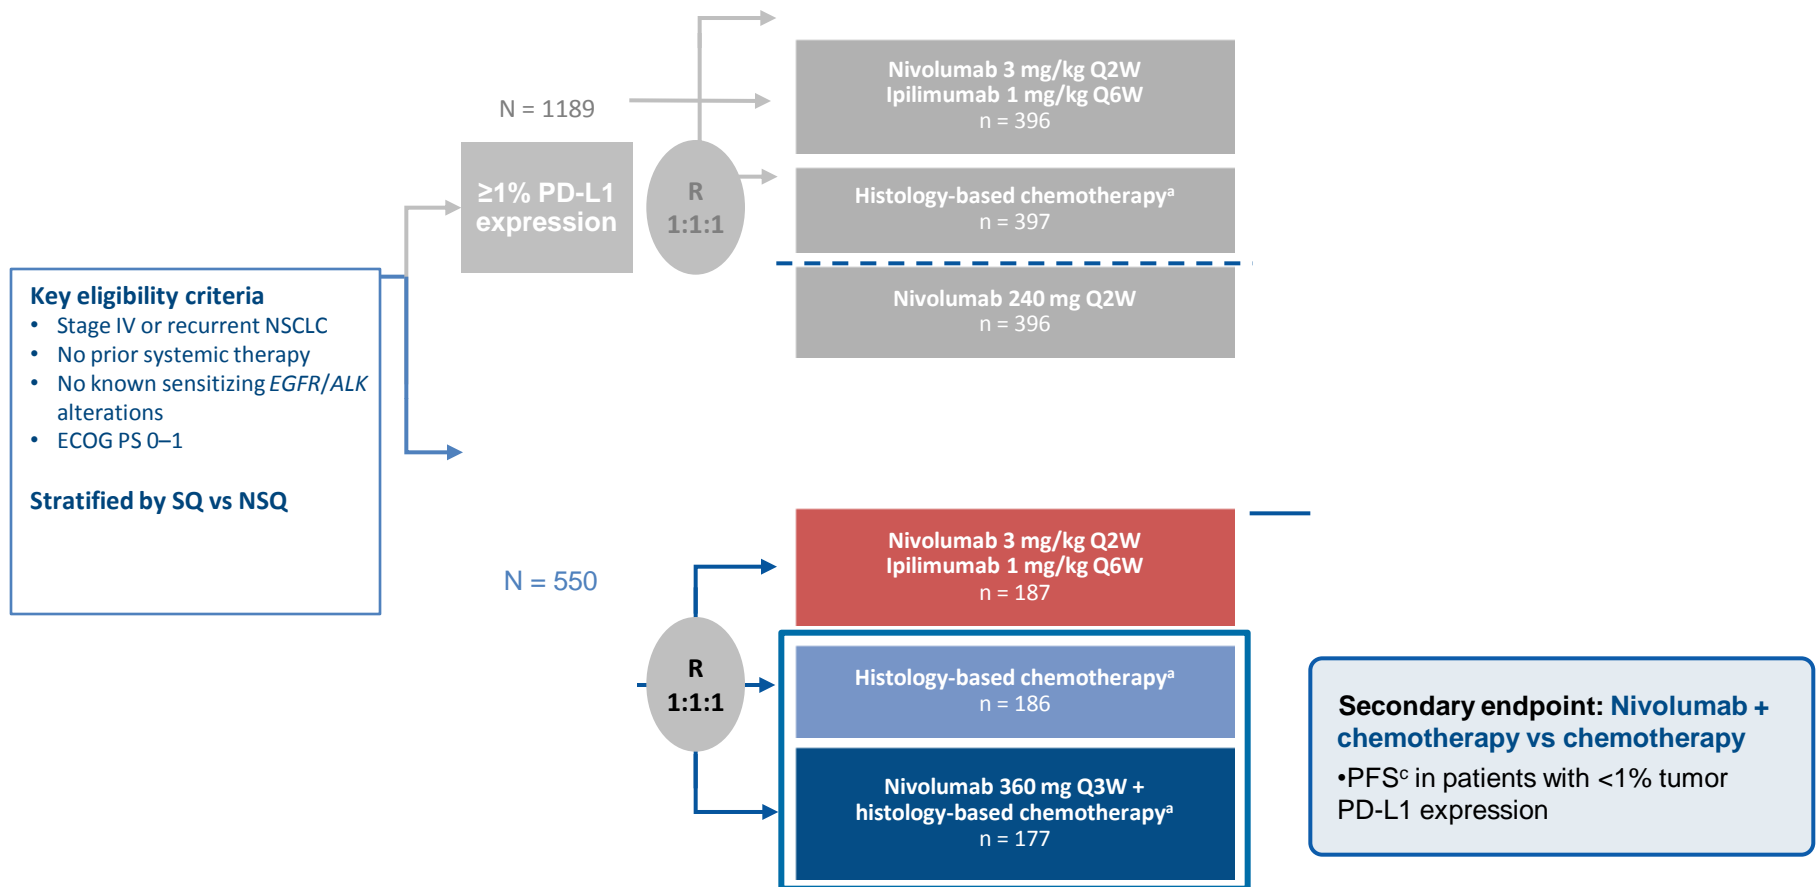 Key eligibility criteria
• Stage IV or recurrent NSCLC
• No prior systemic therapy
• No known sensitizing EGFR/ALK
alterations
• ECOG PS 0–1
Stratified by SQ vs NSQ
N = 1189
≥1% PD-L1
expression
R
1:1:1
Nivolumab 3 mg/kg Q2W
Ipilimumab 1 mg/kg Q6W
n = 396
Histology-based chemotherapyᵃ
n = 397
Nivolumab 240 mg Q2W
n = 396
N = 550
R
1:1:1
Nivolumab 3 mg/kg Q2W
Ipilimumab 1 mg/kg Q6W
n = 187
Histology-based chemotherapyᵃ
n = 186
Nivolumab 360 mg Q3W +
histology-based chemotherapyᵃ
n = 177
Secondary endpoint: Nivolumab +
chemotherapy vs chemotherapy
•PFSᶜ in patients with <1% tumor
PD-L1 expression